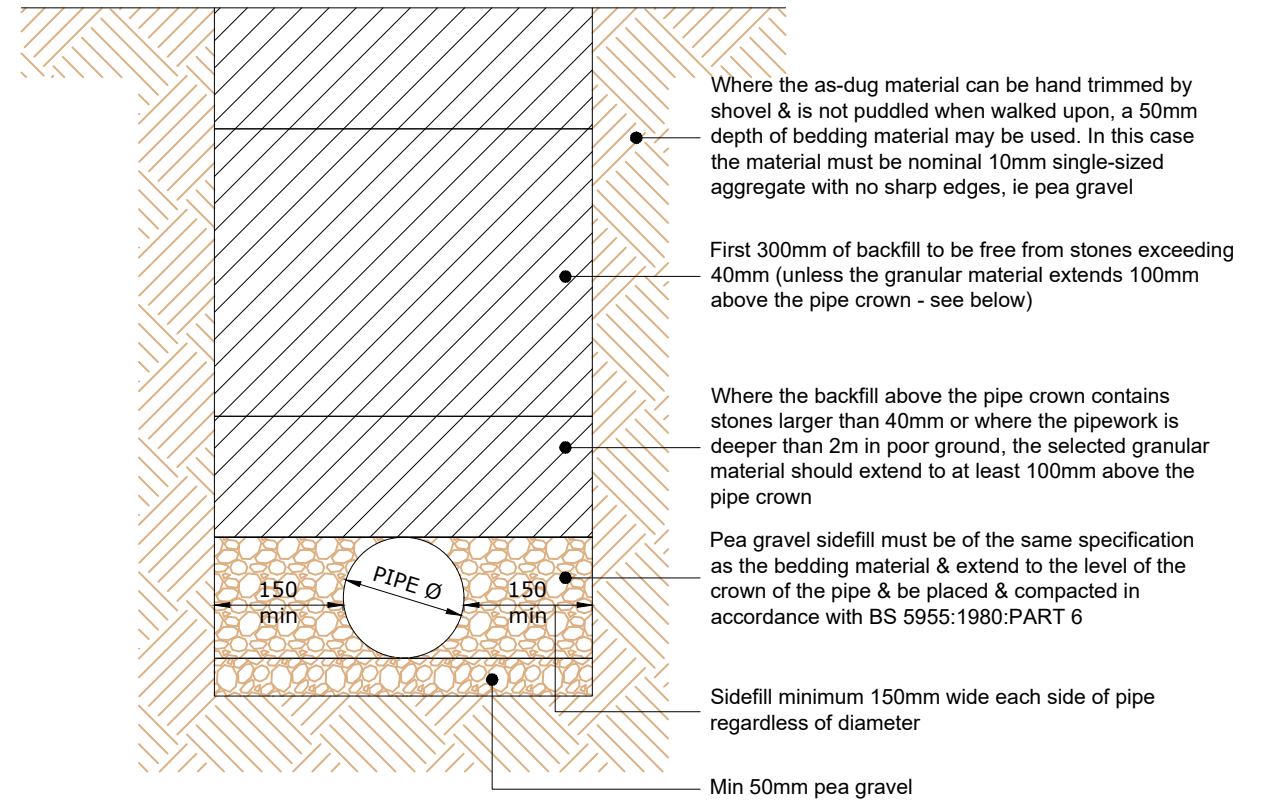 Where the as-dug material can be hand trimmed by
shovel & is not puddled when walked upon, a 50mm
depth of bedding material may be used. In this case
the material must be nominal 10mm single-sized
aggregate with no sharp edges, ie pea gravel
First 300mm of backfill to be free from stones exceeding
40mm (unless the granular material extends 100mm
above the pipe crown - see below)
Where the backfill above the pipe crown contains
stones larger than 40mm or where the pipework is
deeper than 2m in poor ground, the selected granular
material should extend to at least 100mm above the
pipe crown
Pea gravel sidefill must be of the same specification
as the bedding material & extend to the level of the
crown of the pipe & be placed & compacted in
accordance with BS 5955:1980:PART 6
150
min
PIPE Ø
150
min
Sidefill minimum 150mm wide each side of pipe
regardless of diameter
Min 50mm pea gravel